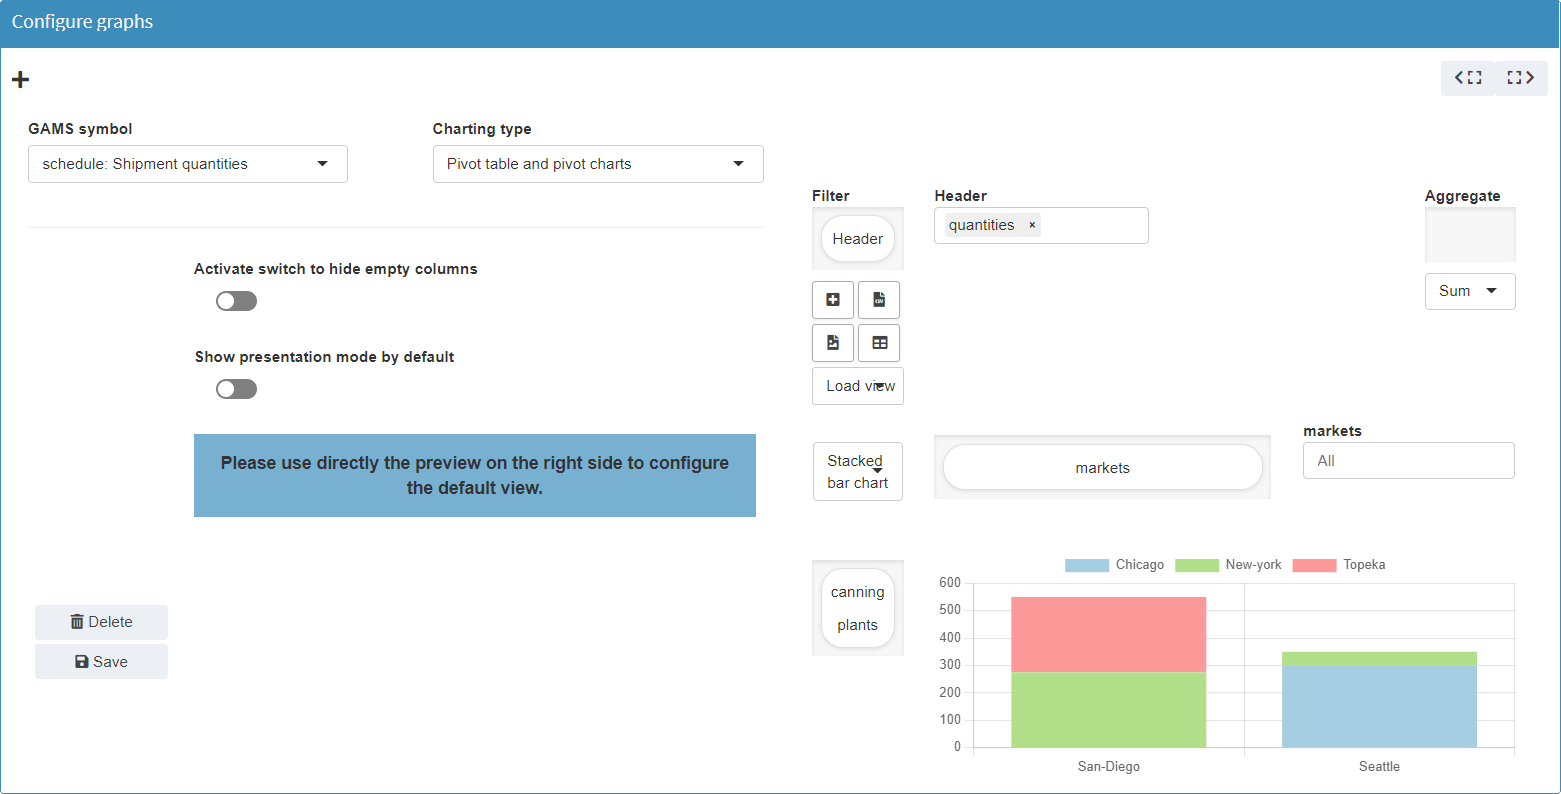 Configure graphs
GAMS symbol
schedule: Shipment quantities
Charting type
Pivot table and pivot charts
Activate switch to hide empty columns
Show presentation mode by default
Please use directly the preview on the right side to configure
the default view.
Delete
Save
Filter
Header
Header
quantities ×
Aggregate
Sum
CSV
Load view
Stacked
bar chart
markets
markets
All
canning
plants
Chicago New-york Topeka
600
500
400
300
200
100
0
San-Diego Seattle